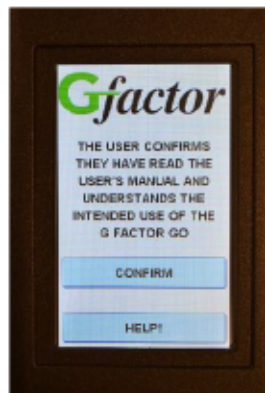 Gfactor
THE USER CONFIRMS
THEY HAVE READ THE
USER'S MANUAL AND
UNDERSTANDS THE
INTENDED USE OF THE
G FACTOR GO
CONFIRM
HELP!